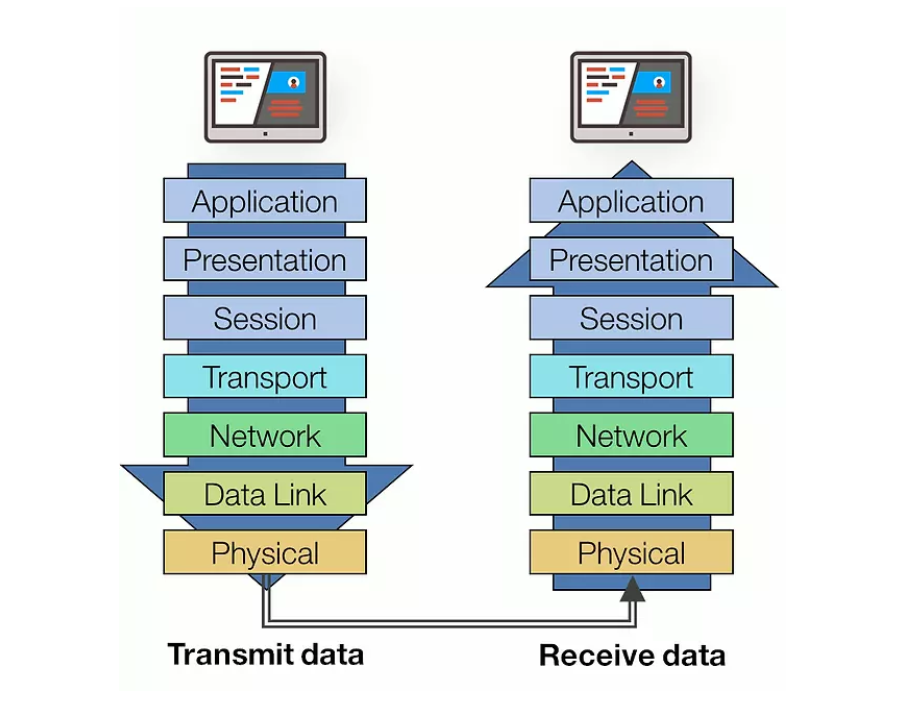 Application
Presentation
Session
Transport
Network
Data Link
Physical
Transmit data
Application
Presentation
Session
Transport
Network
Data Link
Physical
Receive data